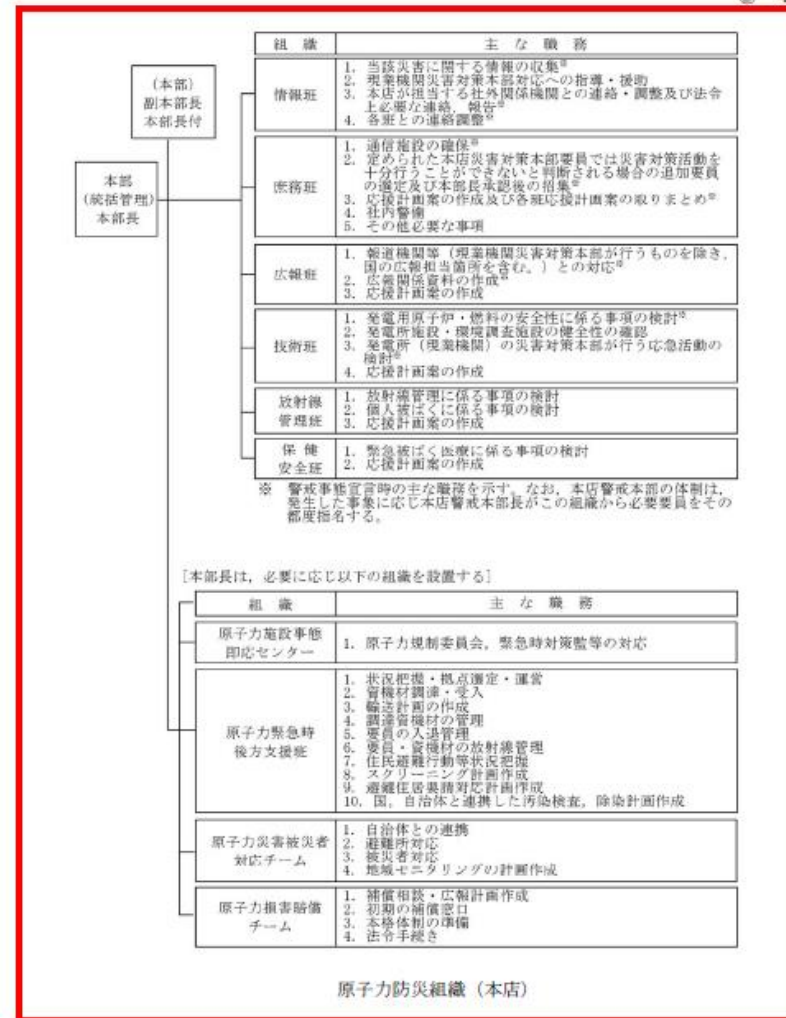 (本部)
副本部長
本部長付
本部
(統括管理)
本部長
組 織 主 な 職 務
情報班
1. 当該災害に関する情報の収集※
2. 現業機関災害対策本部対応への指導・援助
3. 本店が担当する社外関係機関との連絡・調整及び法令
上必要な連絡,報告※
4. 各班との連絡調整※
庶務班
1. 通信施設の確保※
2. 定められた本店災害対策本部要員では災害対策活動を
十分行うことができないと判断される場合の追加要員
の選定及び本部長承認後の招集※
3. 応援計画案の作成及び各班応援計画案の取りまとめ※
4. 社内警備
5. その他必要な事項
広報班
1. 報道機関等(現業機関災害対策本部が行うものを除き,
国の広報担当箇所を含む。)との対応※
2. 広報関係資料の作成※
3. 応援計画案の作成
技術班
1. 発電用原子炉・燃料の安全性に係る事項の検討※
2. 発電所施設・環境調査施設の健全性の確認
3. 発電所(現業機関)の災害対策本部が行う応急活動の
検討※
4. 応援計画案の作成
放射線
管理班
1. 放射線管理に係る事項の検討
2. 個人被ばくに係る事項の検討
3. 応援計画案の作成
保 健
安全班
1. 緊急被ばく医療に係る事項の検討
2. 応援計画案の作成
※ 警戒事態宣言時の主な職務を示す。なお,本店警戒本部の体制は,
発生した事象に応じ本店警戒本部長がこの組織から必要要員をその
都度指名する。
[本部長は,必要に応じ以下の組織を設置する]
組 織 主 な 職 務
原子力施設事態
即応センター
1. 原子力規制委員会,緊急時対策監等の対応
原子力緊急時
後方支援班
1. 状況把握・拠点選定・運営
2. 資機材調達・受入
3. 輸送計画の作成
4. 調達資機材の管理
5. 要員の入退管理
6. 要員・資機材の放射線管理
7. 住民避難行動等状況把握
8. スクリーニング計画作成
9. 避難住居要請対応計画作成
10. 国,自治体と連携した汚染検査,除染計画作成
原子力災害被災者
対応チーム
1. 自治体との連携
2. 避難所対応
3. 被災者対応
4. 地域モニタリングの計画作成
原子力損害賠償
チーム
1. 補償相談・広報計画作成
2. 初期の補償窓口
3. 本格体制の準備
4. 法令手続き
原子力防災組織(本店)